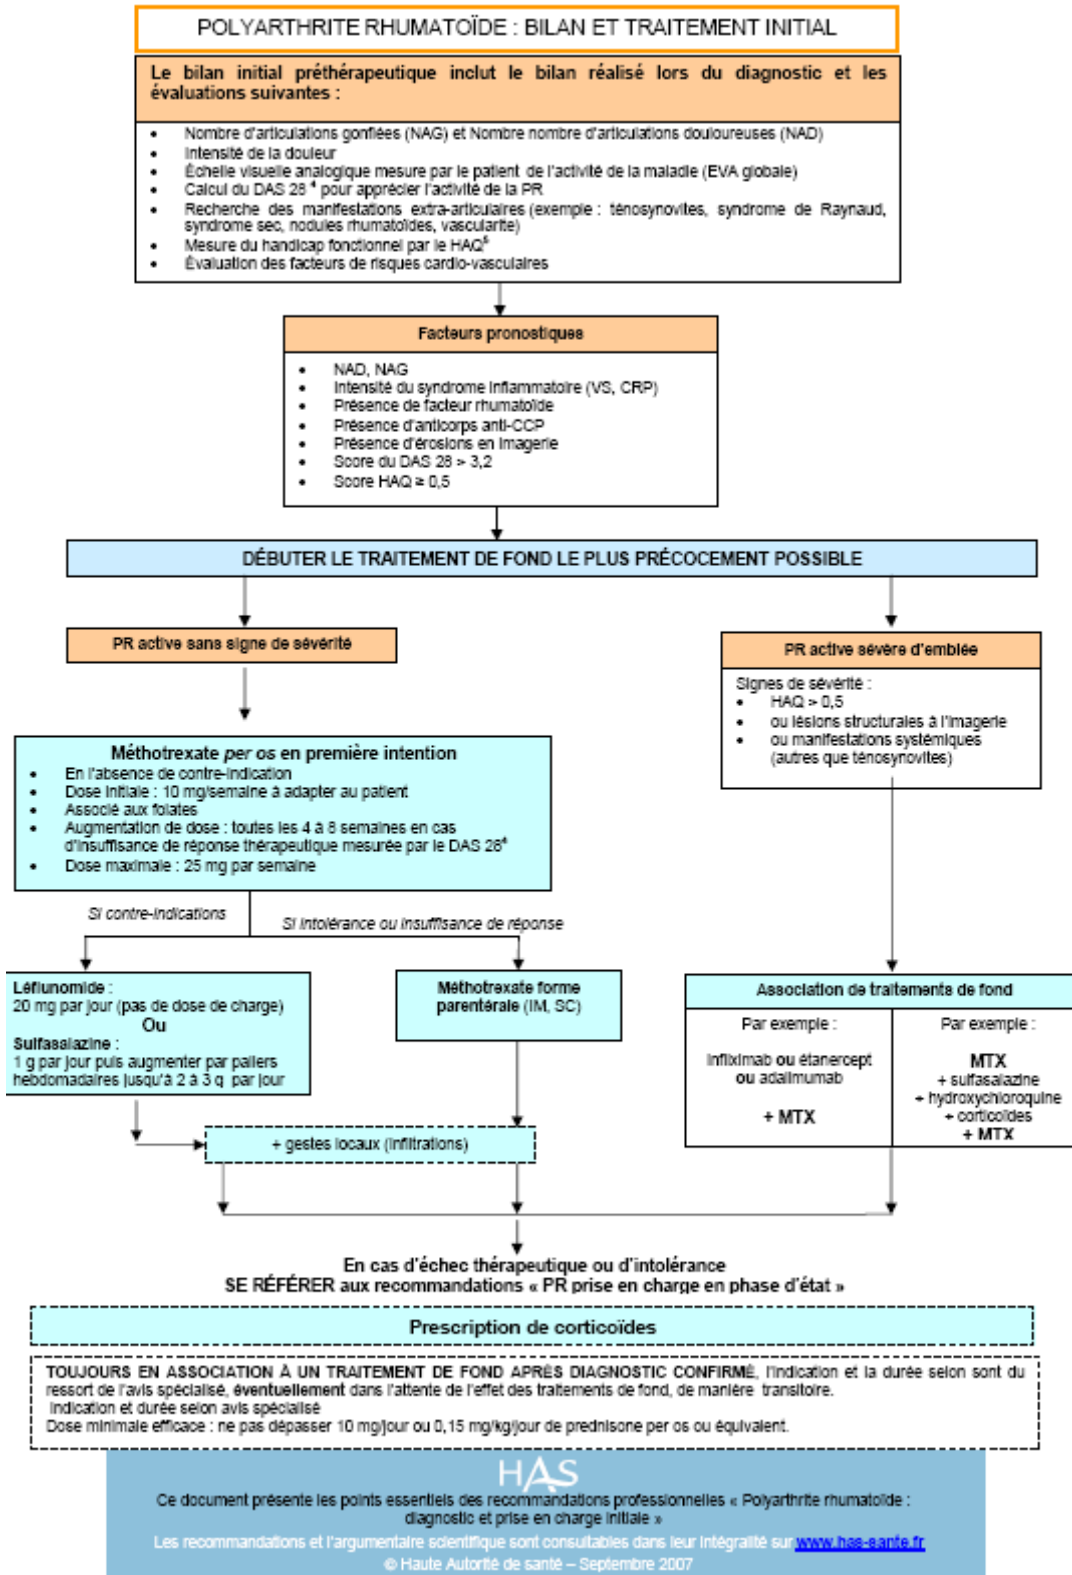 POLYARTHRITE RHUMATOÏDE : BILAN ET TRAITEMENT INITIAL
Le bilan initial préthérapeutique inclut le bilan réalisé lors du diagnostic et les
évaluations suivantes :
• Nombre d'articulations gonflées (NAG) et Nombre nombre d'articulations douloureuses (NAD)
• Intensité de la douleur
• Échelle visuelle analogique mesure par le patient de l'activité de la maladie (EVA globale)
• Calcul du DAS 28 4 pour apprécier l'activité de la PR
• Recherche des manifestations extra-articulaires (exemple : ténosynovites, syndrome de Raynaud,
syndrome sec, nodules rhumatoïdes, vascularite)
• Mesure du handicap fonctionnel par le HAQ5
• Évaluation des facteurs de risques cardio-vasculaires
Facteurs pronostiques
• NAD, NAG
• Intensité du syndrome inflammatoire (VS, CRP)
• Présence de facteur rhumatoïde
• Présence d'anticorps anti-CCP
• Présence d'érosions en imagerie
• Score du DAS 28 > 3,2
• Score HAQ ≥ 0,5
DÉBUTER LE TRAITEMENT DE FOND LE PLUS PRÉCOCEMENT POSSIBLE
PR active sans signe de sévérité
PR active sévère d'emblée
Signes de sévérité :
• HAQ > 0,5
• ou lésions structurales à l'imagerie
• ou manifestations systémiques
(autres que ténosynovites)
Méthotrexate per os en première intention
• En l'absence de contre-indication
• Dose initiale : 10 mg/semaine à adapter au patient
• Associé aux folates
• Augmentation de dose : toutes les 4 à 8 semaines en cas
d'insuffisance de réponse thérapeutique mesurée par le DAS 284
• Dose maximale : 25 mg par semaine
Si contre-indications
Si intolérance ou insuffisance de réponse
Léflunomide :
20 mg par jour (pas de dose de charge)
Ou
Sulfasalazine :
1 g par jour puis augmenter par paliers
hebdomadaires jusqu'à 2 à 3 g par jour
Méthotrexate forme
parentérale (IM, SC)
Association de traitements de fond
Par exemple :
infliximab ou étanercept
ou adalimumab
+ MTX
Par exemple :
MTX
+ sulfasalazine
+ hydroxychloroquine
+ corticoïdes
+ MTX
+ gestes locaux (infiltrations)
En cas d'échec thérapeutique ou d'intolérance
SE RÉFÉRER aux recommandations « PR prise en charge en phase d'état »
Prescription de corticoïdes
TOUJOURS EN ASSOCIATION À UN TRAITEMENT DE FOND APRÈS DIAGNOSTIC CONFIRMÉ, l'indication et la durée selon sont du
ressort de l'avis spécialisé, éventuellement dans l'attente de l'effet des traitements de fond, de manière transitoire.
Indication et durée selon avis spécialisé
Dose minimale efficace : ne pas dépasser 10 mg/jour ou 0,15 mg/kg/jour de prednisone per os ou équivalent.
HAS
Ce document présente les points essentiels des recommandations professionnelles « Polyarthrite rhumatoïde :
diagnostic et prise en charge initiale »
Les recommandations et l'argumentaire scientifique sont consultables dans leur intégralité sur www.has-sante.fr
© Haute Autorité de santé – Septembre 2007